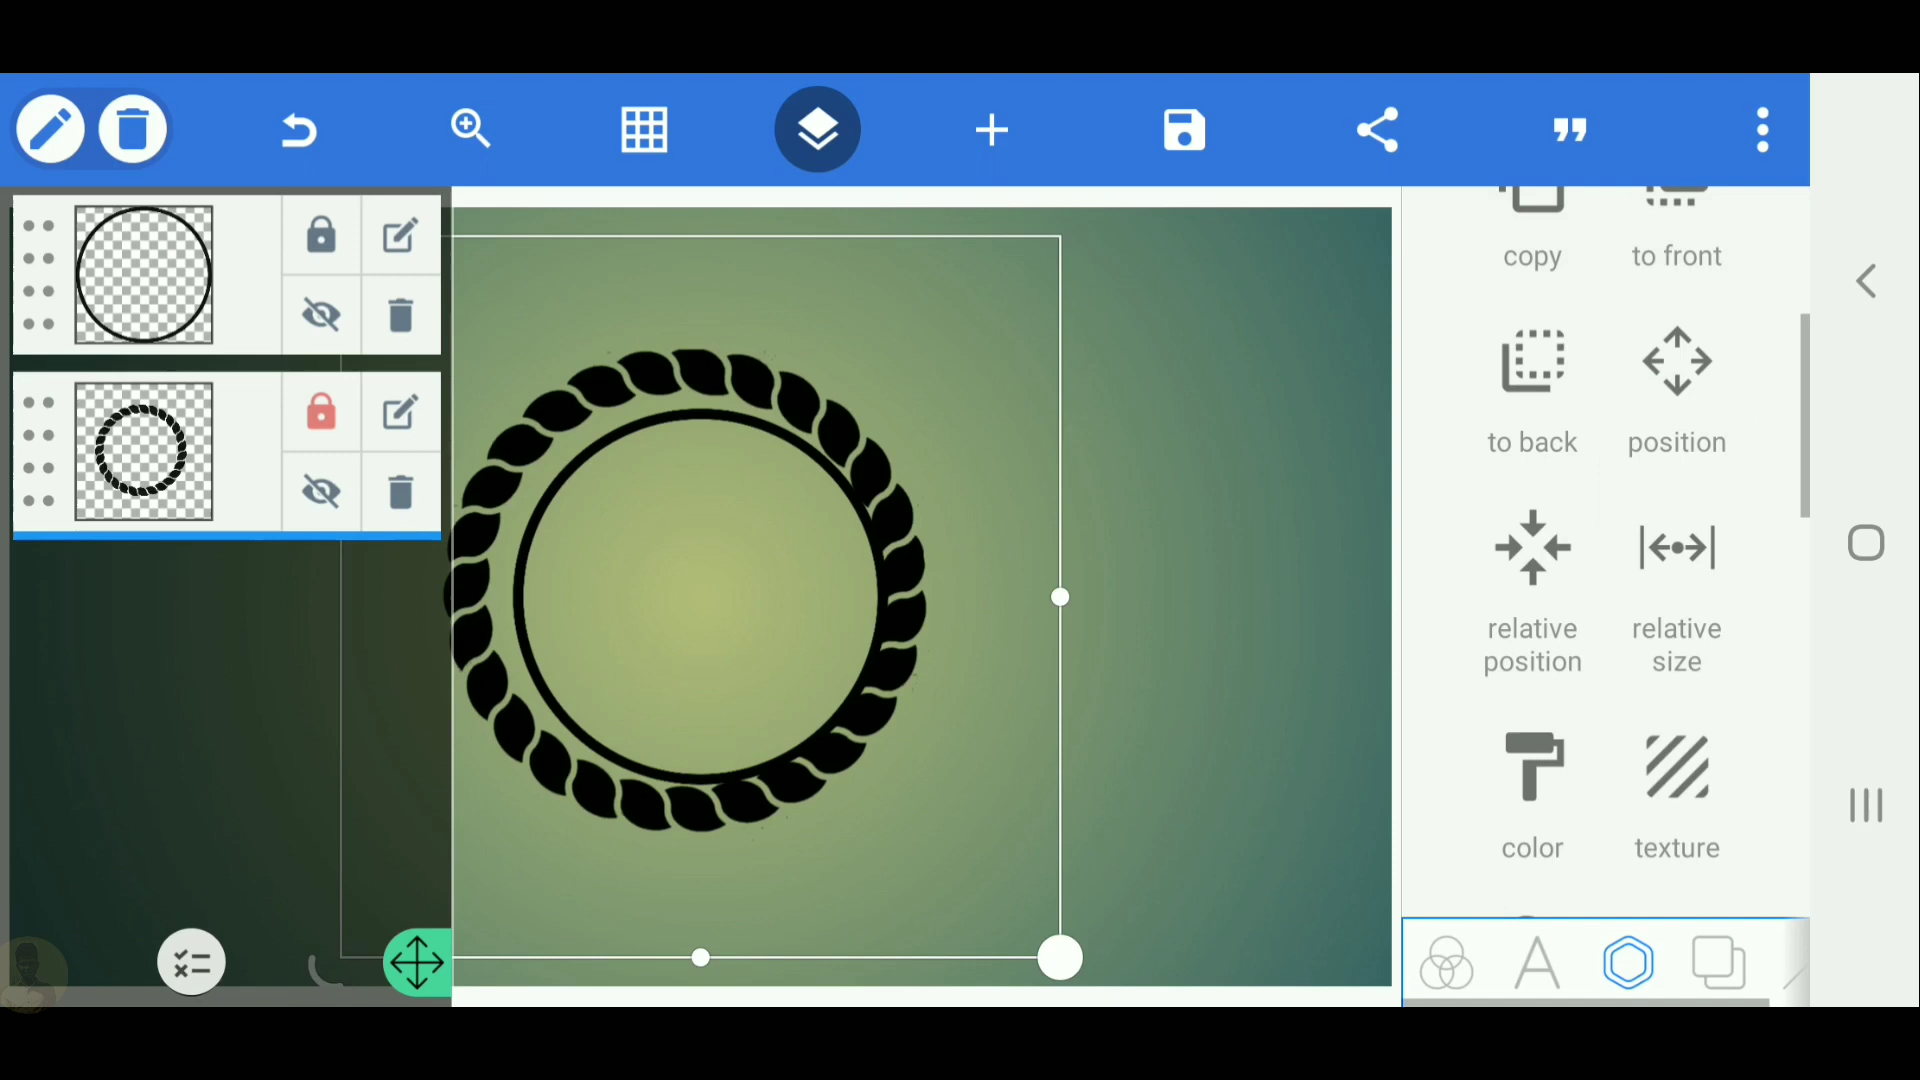 copy
to front
to back
position
relative
position
relative
size
color
texture